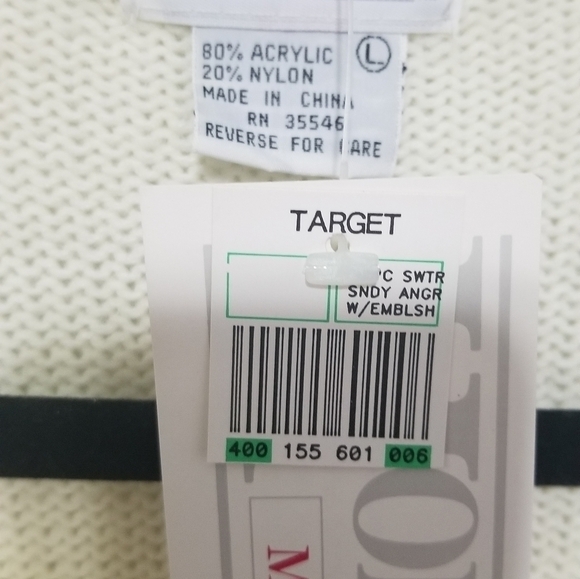 80% ACRYLIC L
20% NYLON
MADE IN CHINA
RN 35546
REVERSE FOR CARE
TARGET
PC SWTR
SNDY ANGR
W/EMBLSH
400 155 601 006
M